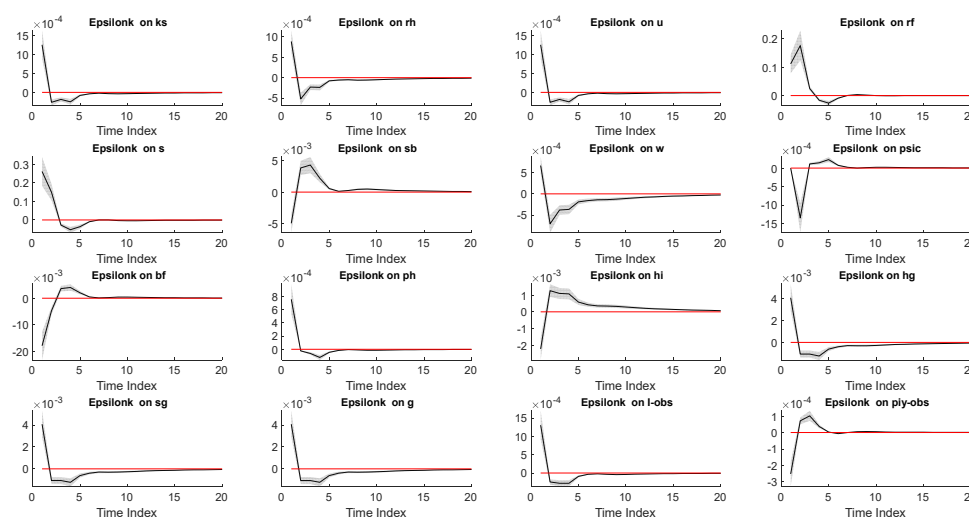 ×10⁻⁴ Epsilonk on ks
15
10
5
0
0 5 10 15 20
Time Index
×10⁻⁴ Epsilonk on rh
10
5
0
-5
0 5 10 15 20
Time Index
×10⁻⁴ Epsilonk on u
15
10
5
0
0 5 10 15 20
Time Index
Epsilonk on rf
0.2
0.1
0
0 5 10 15 20
Time Index
Epsilonk on s
0.3
0.2
0.1
0
0 5 10 15 20
Time Index
×10⁻³ Epsilonk on sb
5
0
-5
0 5 10 15 20
Time Index
×10⁻⁴ Epsilonk on w
5
0
-5
0 5 10 15 20
Time Index
×10⁻⁴ Epsilonk on psic
0
-5
-10
-15
0 5 10 15 20
Time Index
×10⁻³ Epsilonk on bf
0
-10
-20
0 5 10 15 20
Time Index
×10⁻⁴ Epsilonk on ph
8
6
4
2
0
0 5 10 15 20
Time Index
×10⁻³ Epsilonk on hi
1
0
-1
-2
0 5 10 15 20
Time Index
×10⁻³ Epsilonk on hg
4
2
0
0 5 10 15 20
Time Index
×10⁻³ Epsilonk on sg
4
2
0
0 5 10 15 20
Time Index
×10⁻³ Epsilonk on g
4
2
0
0 5 10 15 20
Time Index
×10⁻⁴ Epsilonk on l-obs
15
10
5
0
0 5 10 15 20
Time Index
×10⁻⁴ Epsilonk on piy-obs
1
0
-1
-2
-3
0 5 10 15 20
Time Index